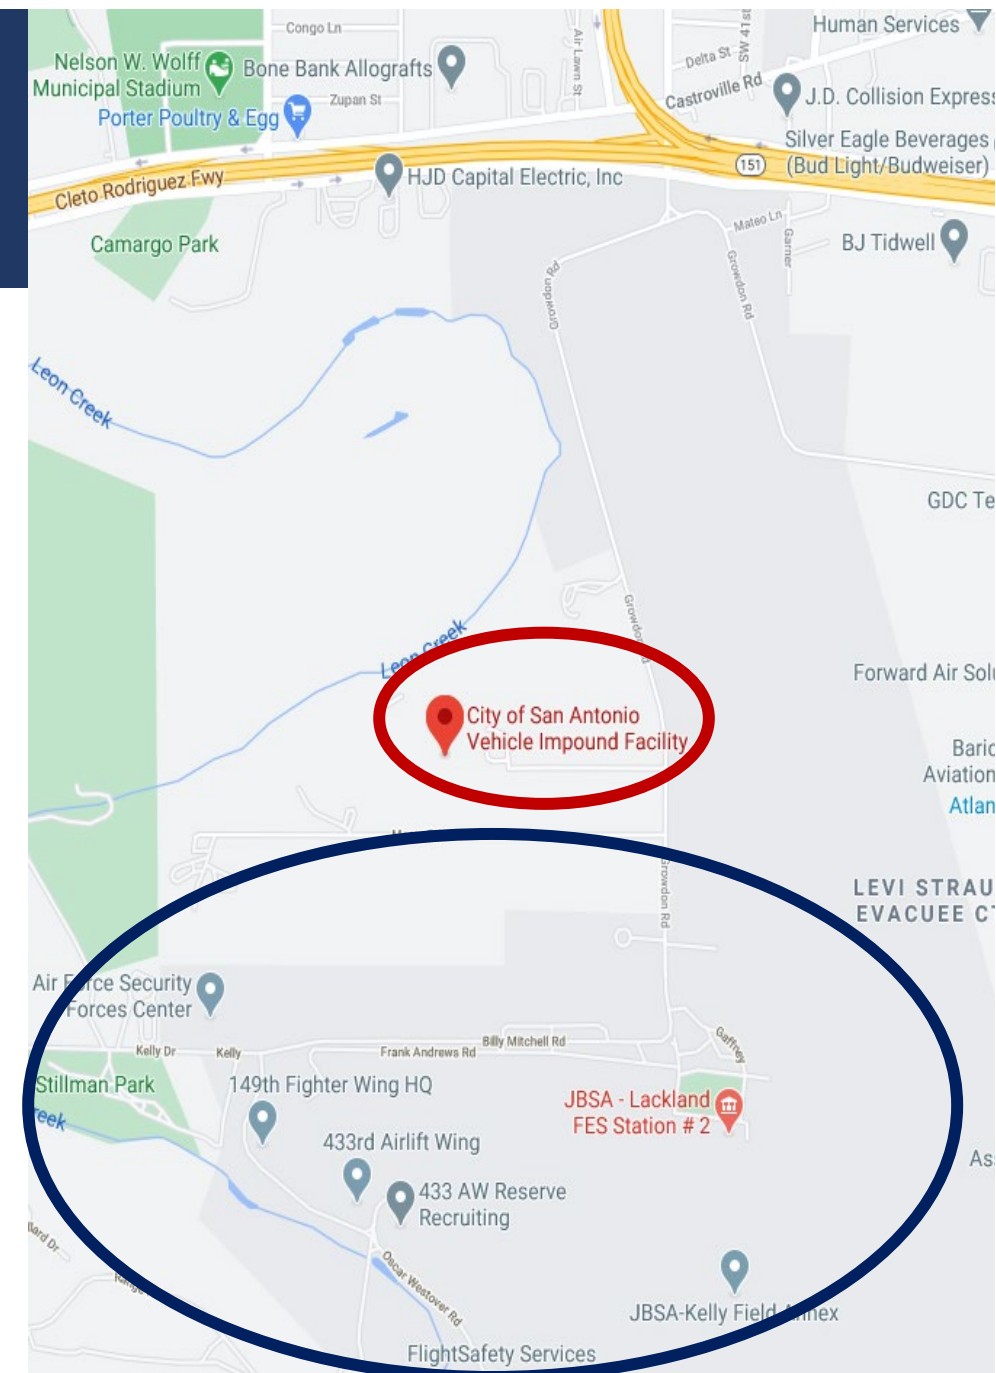 Congo Ln
Human Services
Nelson W. Wolff
Municipal Stadium
Bone Bank Allografts
Air Lawn St
Delta St
SW 41st
Zupan St
Castroville Rd
J.D. Collision Express
Porter Poultry & Egg
Silver Eagle Beverages
(Bud Light/Budweiser)
151
Cleto Rodriguez Fwy
HJD Capital Electric, Inc
Camargo Park
Mateo Ln
Garner
BJ Tidwell
Growdon Rd
Growdon Rd
Leon Creek
GDC Te
Growdon Rd
Leon Creek
Forward Air Solu
City of San Antonio
Vehicle Impound Facility
Baric
Aviation
Atlan
Growdon Rd
LEVI STRAU
EVACUEE CT
Air Force Security
Forces Center
Gaffney
Billy Mitchell Rd
Kelly Dr
Kelly
Frank Andrews Rd
Stillman Park
149th Fighter Wing HQ
JBSA - Lackland
FES Station # 2
reek
433rd Airlift Wing
Ass
433 AW Reserve
Recruiting
Oscar Westover Rd
JBSA-Kelly Field Annex
FlightSafety Services